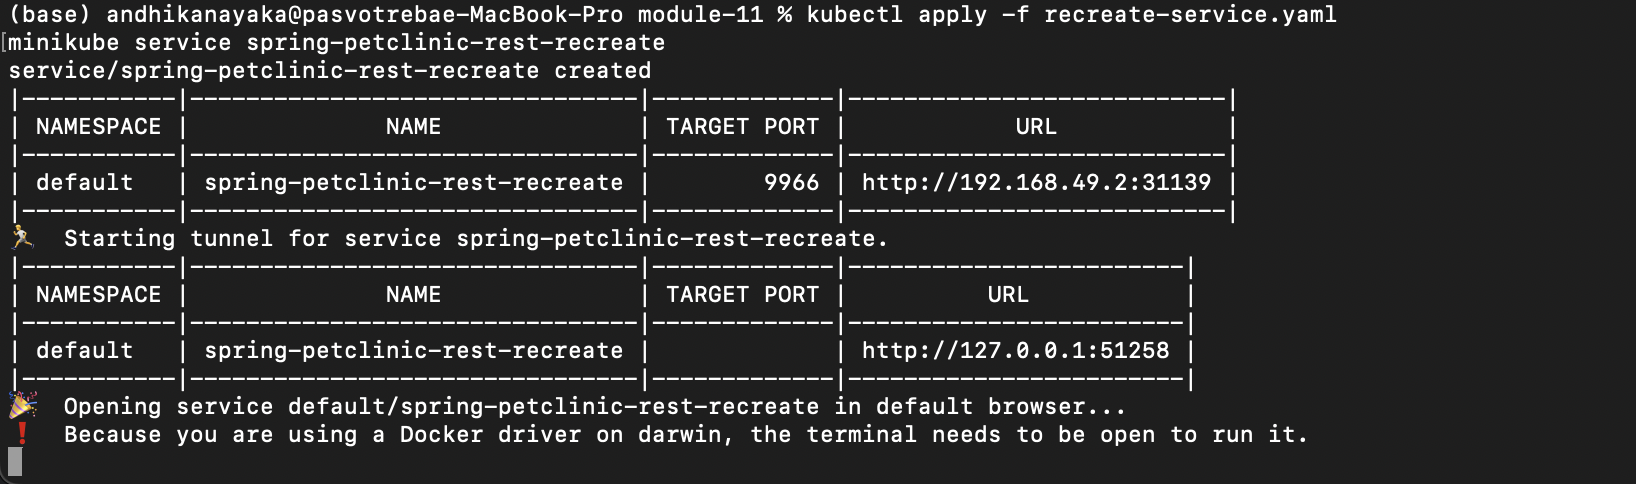 (base) andhikanayaka@pasvotrebae-MacBook-Pro module-11 % kubectl apply -f recreate-service.yaml
[minikube service spring-petclinic-rest-recreate
service/spring-petclinic-rest-recreate created
|-----------|--------------------------------|-------------|---------------------------|
| NAMESPACE |              NAME              | TARGET PORT |            URL            |
|-----------|--------------------------------|-------------|---------------------------|
| default   | spring-petclinic-rest-recreate |        9966 | http://192.168.49.2:31139 |
|-----------|--------------------------------|-------------|---------------------------|
🏃  Starting tunnel for service spring-petclinic-rest-recreate.
|-----------|--------------------------------|-------------|------------------------|
| NAMESPACE |              NAME              | TARGET PORT |          URL           |
|-----------|--------------------------------|-------------|------------------------|
| default   | spring-petclinic-rest-recreate |             | http://127.0.0.1:51258 |
|-----------|--------------------------------|-------------|------------------------|
🎉  Opening service default/spring-petclinic-rest-recreate in default browser...
❗  Because you are using a Docker driver on darwin, the terminal needs to be open to run it.